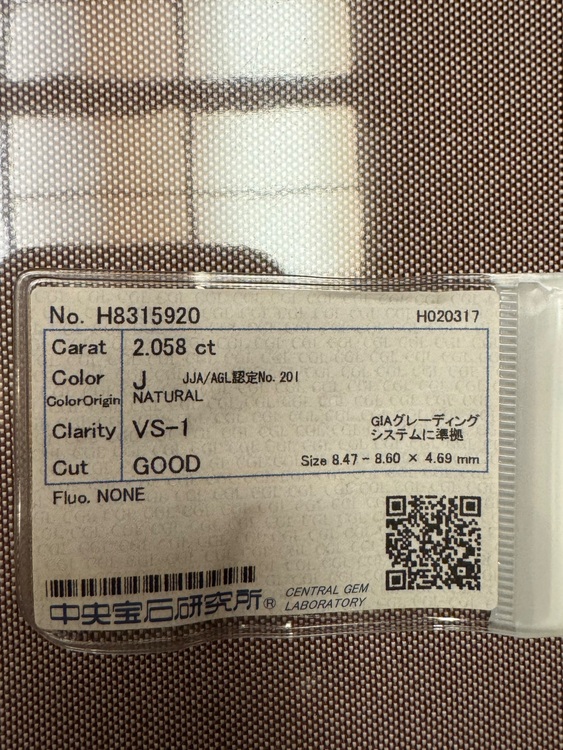 No. H8315920
H020317
Carat 2.058 ct
Color J JJA/AGL認定No. 201
ColorOrigin NATURAL
Clarity VS-1
GIAグレーディング
システムに準拠
Cut GOOD
Size 8.47 - 8.60 × 4.69 mm
Fluo. NONE
中央宝石研究所® CENTRAL GEM
LABORATORY